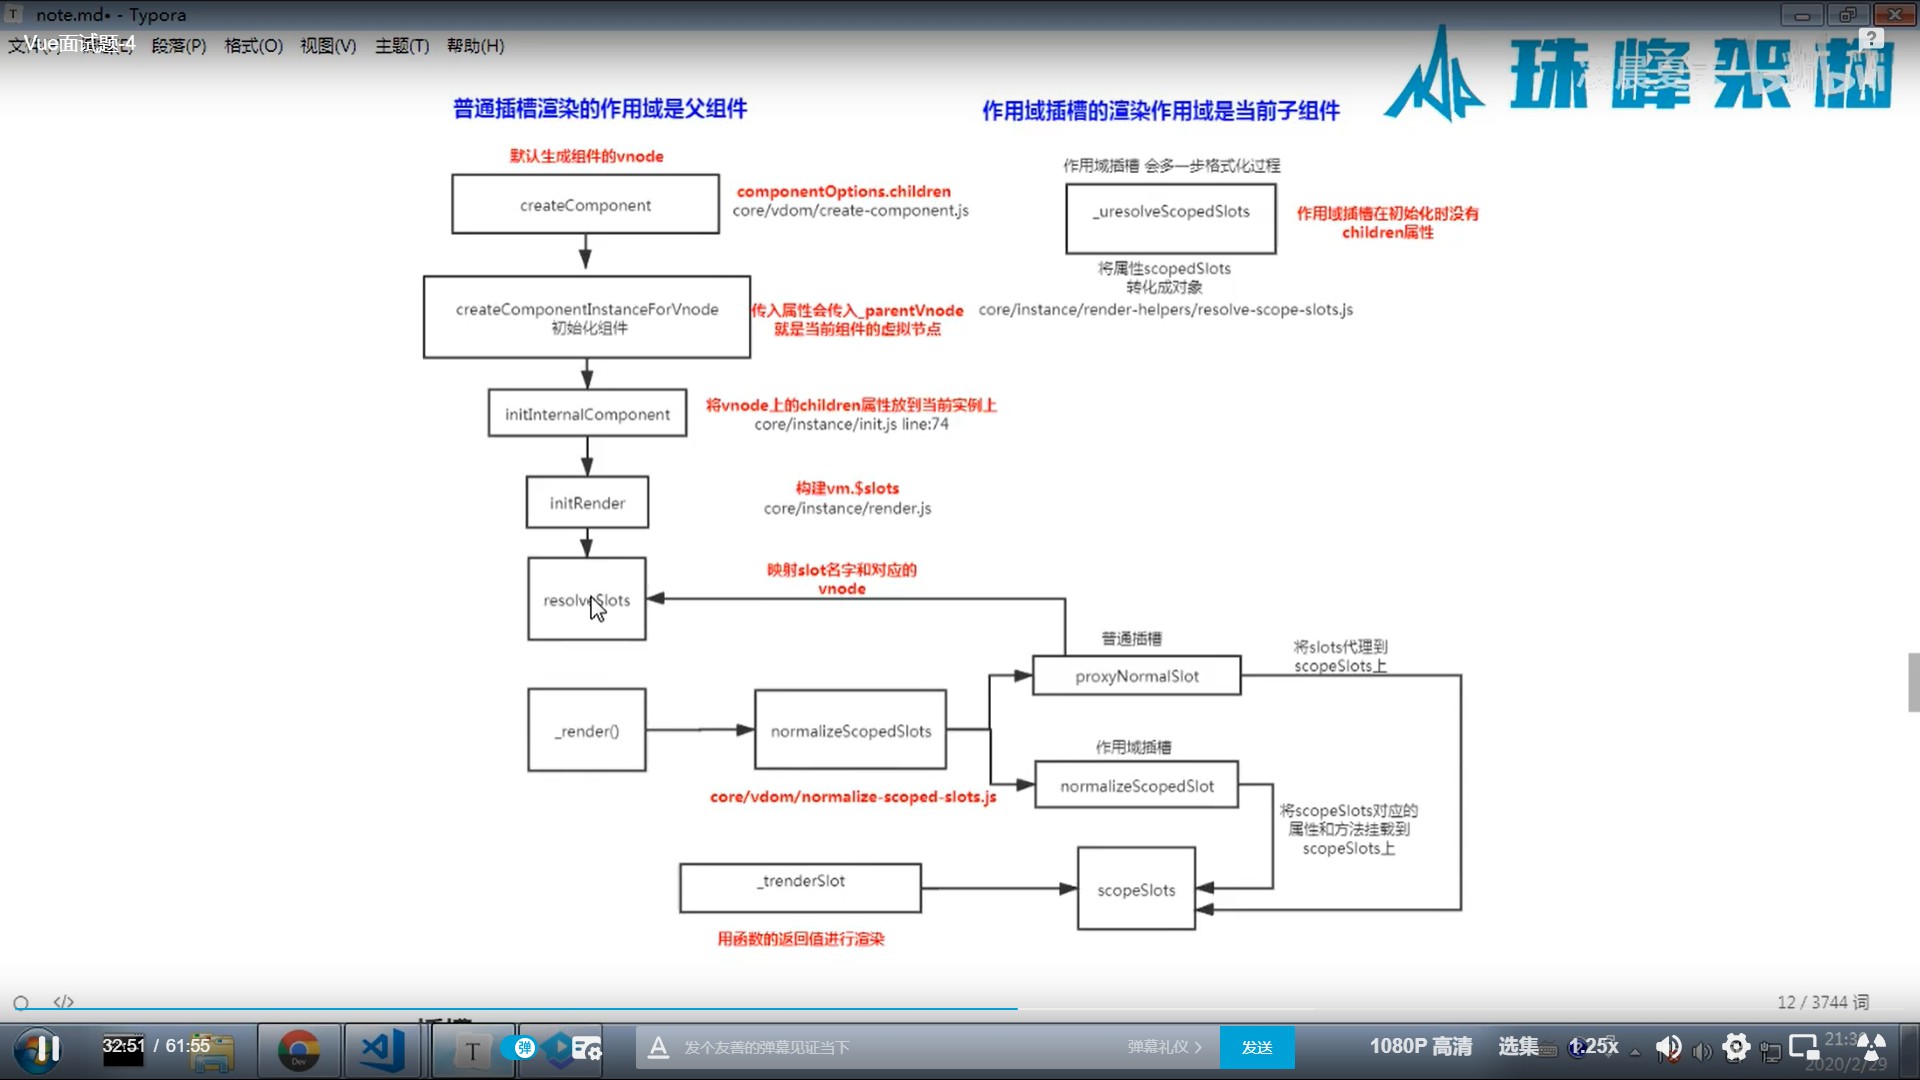 note.md• - Typora
Vue面试题-4
段落(P) 格式(O) 视图(V) 主题(T) 帮助(H)
珠峰架构
普通插槽渲染的作用域是父组件
作用域插槽的渲染作用域是当前子组件
默认生成组件的vnode
createComponent
componentOptions.children
core/vdom/create-component.js
作用域插槽 会多一步格式化过程
_uresolveScopedSlots
作用域插槽在初始化时没有
children属性
将属性scopedSlots
转化成对象
core/instance/render-helpers/resolve-scope-slots.js
createComponentInstanceForVnode
初始化组件
传入属性会传入_parentVnode
就是当前组件的虚拟节点
initInternalComponent
将vnode上的children属性放到当前实例上
core/instance/init.js line:74
initRender
构建vm.$slots
core/instance/render.js
resolveSlots
映射slot名字和对应的
vnode
普通插槽
proxyNormalSlot
将slots代理到
scopeSlots上
_render()
normalizeScopedSlots
core/vdom/normalize-scoped-slots.js
作用域插槽
normalizeScopedSlot
将scopeSlots对应的
属性和方法挂载到
scopeSlots上
_trenderSlot
scopeSlots
用函数的返回值进行渲染
12 / 3744 词
32:51 / 61:55
弹
发个友善的弹幕见证当下
弹幕礼仪
发送
1080P 高清
选集
1.25x
2020/2/29